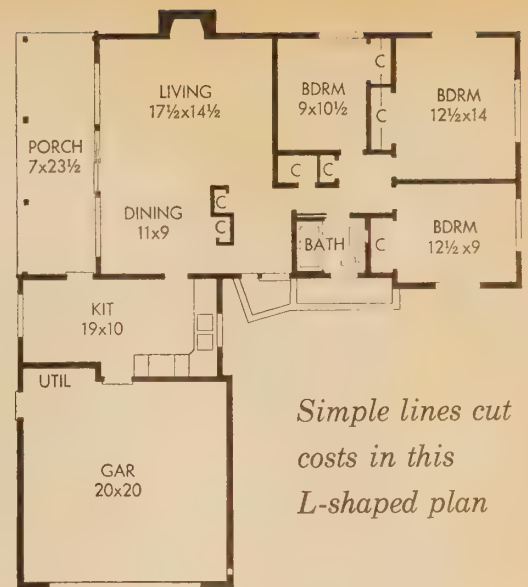 LIVING
17½x14½
BDRM
9x10½
C
C
BDRM
12½x14
PORCH
7x23½
C
C
DINING
11x9
C
C
BATH
C
BDRM
12½x9
KIT
19x10
UTIL
GAR
20x20
Simple lines cut
costs in this
L-shaped plan